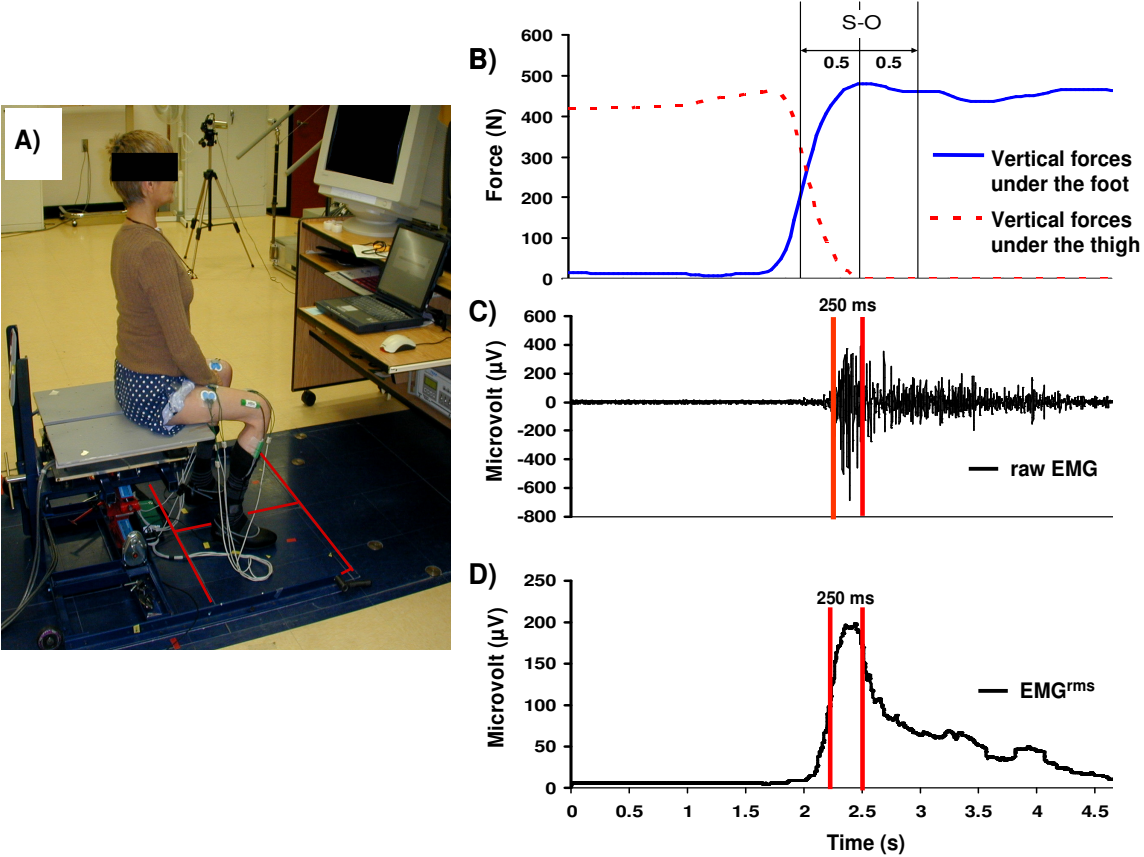 A)
B)
Force (N)
600
500
400
300
200
100
0
S-O
0.5 0.5
Vertical forces
under the foot
Vertical forces
under the thigh
C)
Microvolt (µV)
600
400
200
0
-200
-400
-600
-800
250 ms
raw EMG
D)
Microvolt (µV)
250
200
150
100
50
0
250 ms
EMGrms
0 0.5 1 1.5 2 2.5 3 3.5 4 4.5
Time (s)